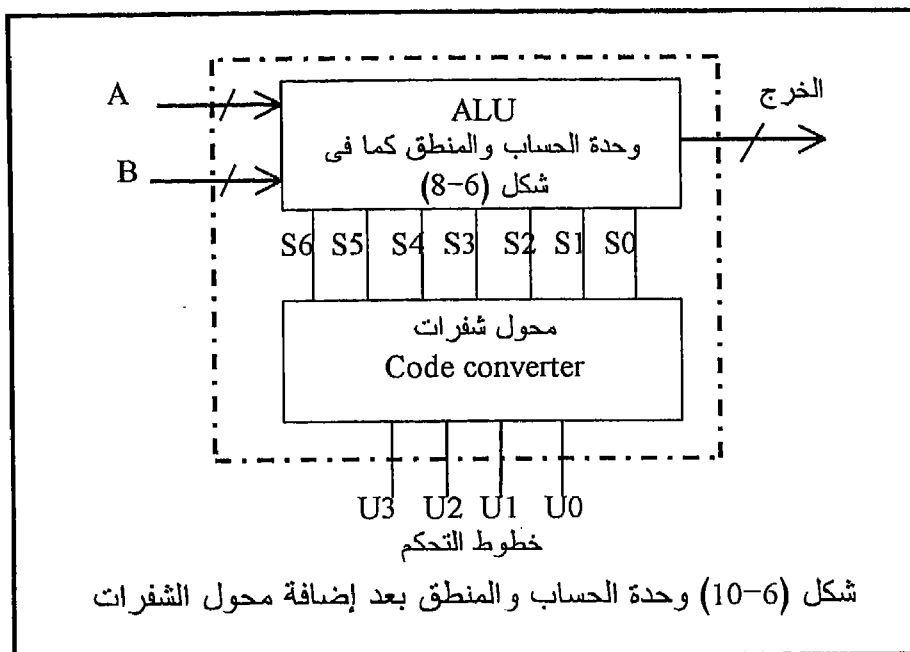 A
B
ALU
وحدة الحساب والمنطق كما فى
شكل (6-8)
الخرج
S6 S5 S4 S3 S2 S1 S0
محول شفرات
Code converter
U3 U2 U1 U0
خطوط التحكم
شكل (6-10) وحدة الحساب والمنطق بعد إضافة محول الشفرات